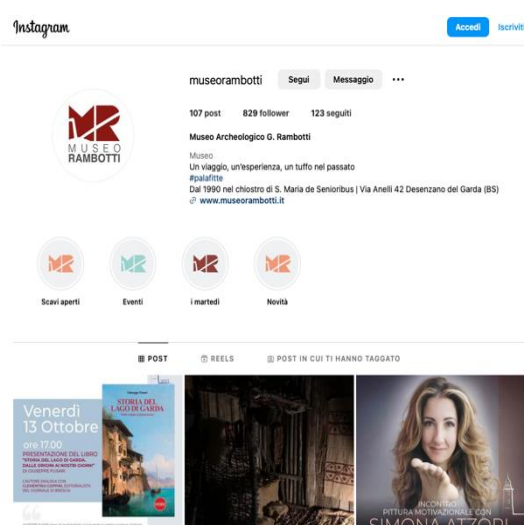 Instagram
Accedi
Iscriviti
museorambotti
Segui
Messaggio
107 post
829 follower
123 seguiti
Museo Archeologico G. Rambotti
MR
MUSEO
RAMBOTTI
Museo
Un viaggio, un'esperienza, un tuffo nel passato
#palafitte
Dal 1990 nel chiostro di S. Maria de Senioribus | Via Anelli 42 Desenzano del Garda (BS)
www.museorambotti.it
Scavi aperti
Eventi
i martedì
Novità
POST
REELS
POST IN CUI TI HANNO TAGGATO
Venerdì
13 Ottobre
ore 17.00
PRESENTAZIONE DEL LIBRO
"STORIA DEL LAGO DI GARDA,
DALLE ORIGINI AI NOSTRI GIORNI"
DI GIUSEPPE FUSARI
STORIA DEL
LAGO DI GARDA
INCONTRO
PITTURA MOTIVAZIONALE CON
SIMONA ATZORI